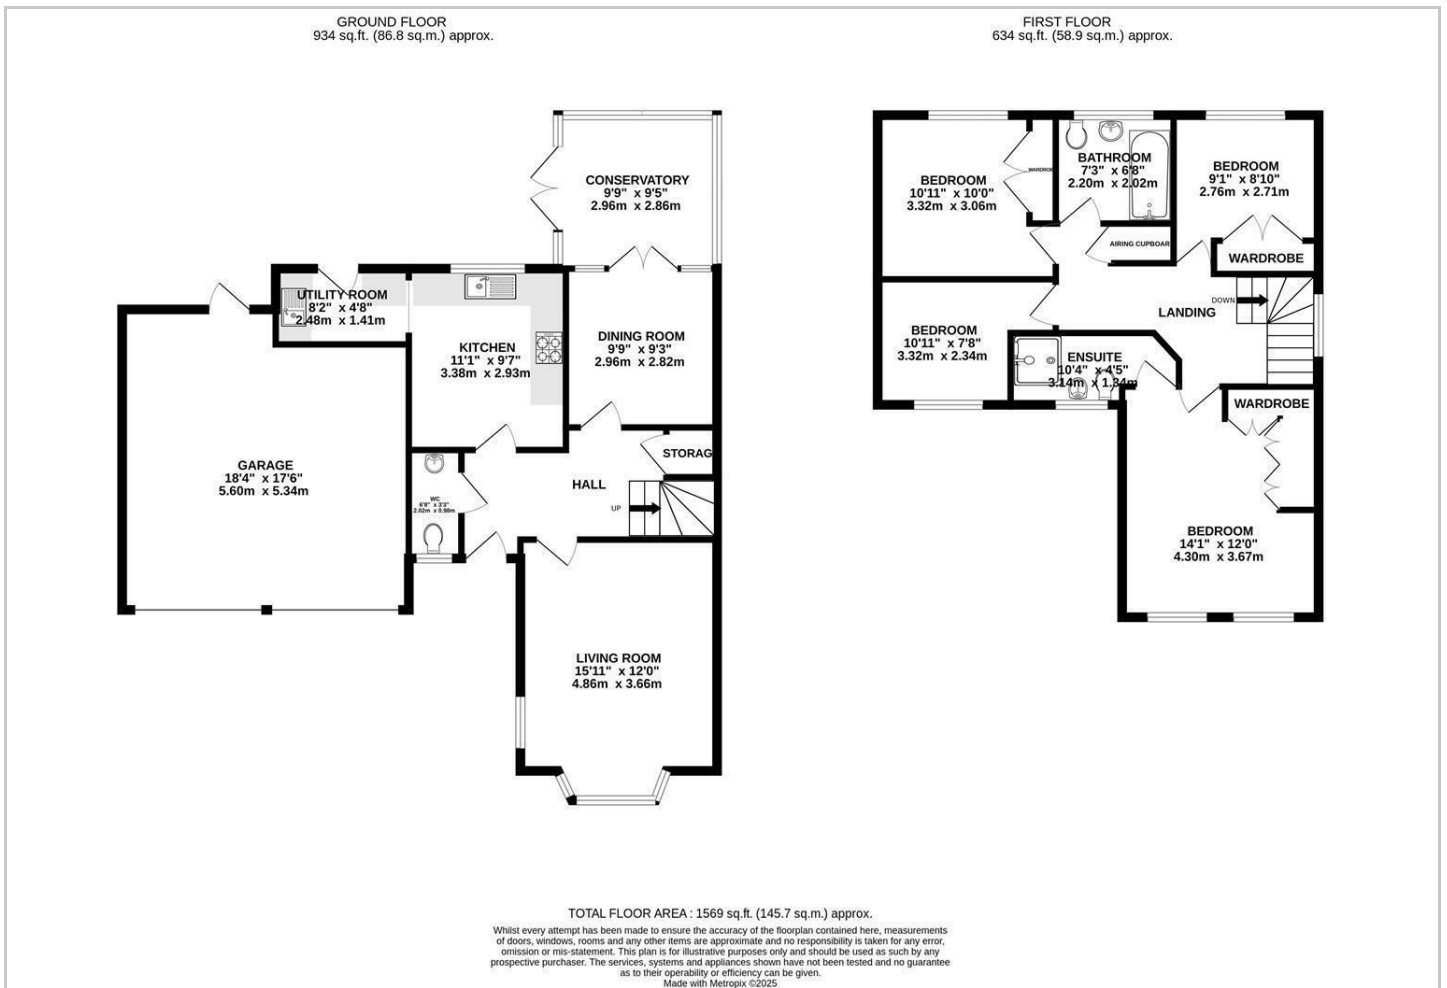 GROUND FLOOR
934 sq.ft. (86.8 sq.m.) approx.
CONSERVATORY
9'9" x 9'5"
2.96m x 2.86m
UTILITY ROOM
8'2" x 4'8"
2.48m x 1.41m
KITCHEN
11'1" x 9'7"
3.38m x 2.93m
DINING ROOM
9'9" x 9'3"
2.96m x 2.82m
GARAGE
18'4" x 17'6"
5.60m x 5.34m
STORAG
HALL
UP
WC
6'8" x 3'3"
2.02m x 0.98m
LIVING ROOM
15'11" x 12'0"
4.86m x 3.66m
FIRST FLOOR
634 sq.ft. (58.9 sq.m.) approx.
BEDROOM
10'11" x 10'0"
3.32m x 3.06m
WARDROBE
BATHROOM
7'3" x 6'8"
2.20m x 2.02m
BEDROOM
9'1" x 8'10"
2.76m x 2.71m
AIRING CUPBOAR
WARDROBE
DOWN
LANDING
BEDROOM
10'11" x 7'8"
3.32m x 2.34m
ENSUITE
10'4" x 4'5"
3.14m x 1.34m
WARDROBE
BEDROOM
14'1" x 12'0"
4.30m x 3.67m
TOTAL FLOOR AREA : 1569 sq.ft. (145.7 sq.m.) approx.
Whilst every attempt has been made to ensure the accuracy of the floorplan contained here, measurements
of doors, windows, rooms and any other items are approximate and no responsibility is taken for any error,
omission or mis-statement. This plan is for illustrative purposes only and should be used as such by any
prospective purchaser. The services, systems and appliances shown have not been tested and no guarantee
as to their operability or efficiency can be given.
Made with Metropix ©2025